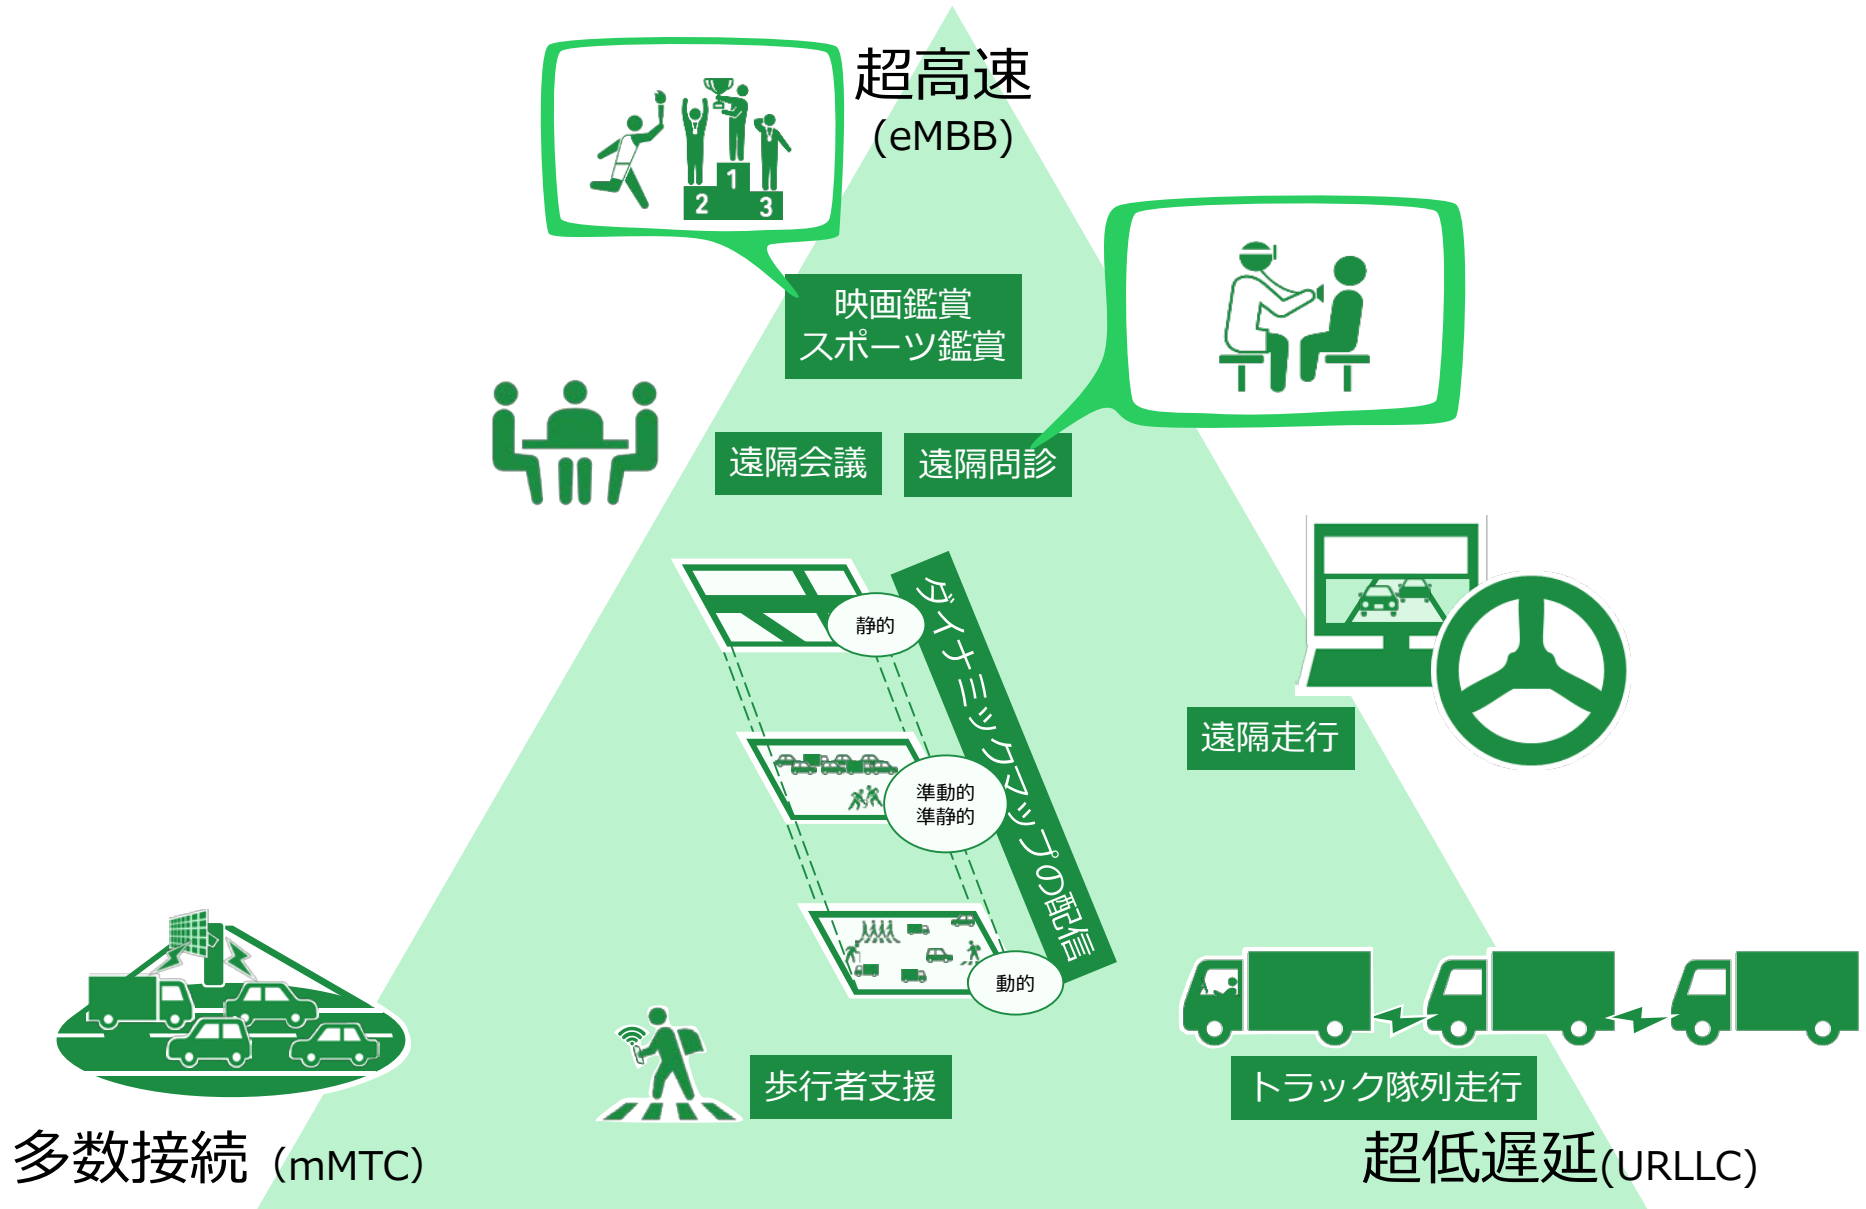 超高速
(eMBB)
1
2
3
映画鑑賞
スポーツ鑑賞
遠隔会議
遠隔問診
ダイナミックマップの配信
静的
準動的
準静的
動的
遠隔走行
歩行者支援
トラック隊列走行
多数接続（mMTC）
超低遅延(URLLC)